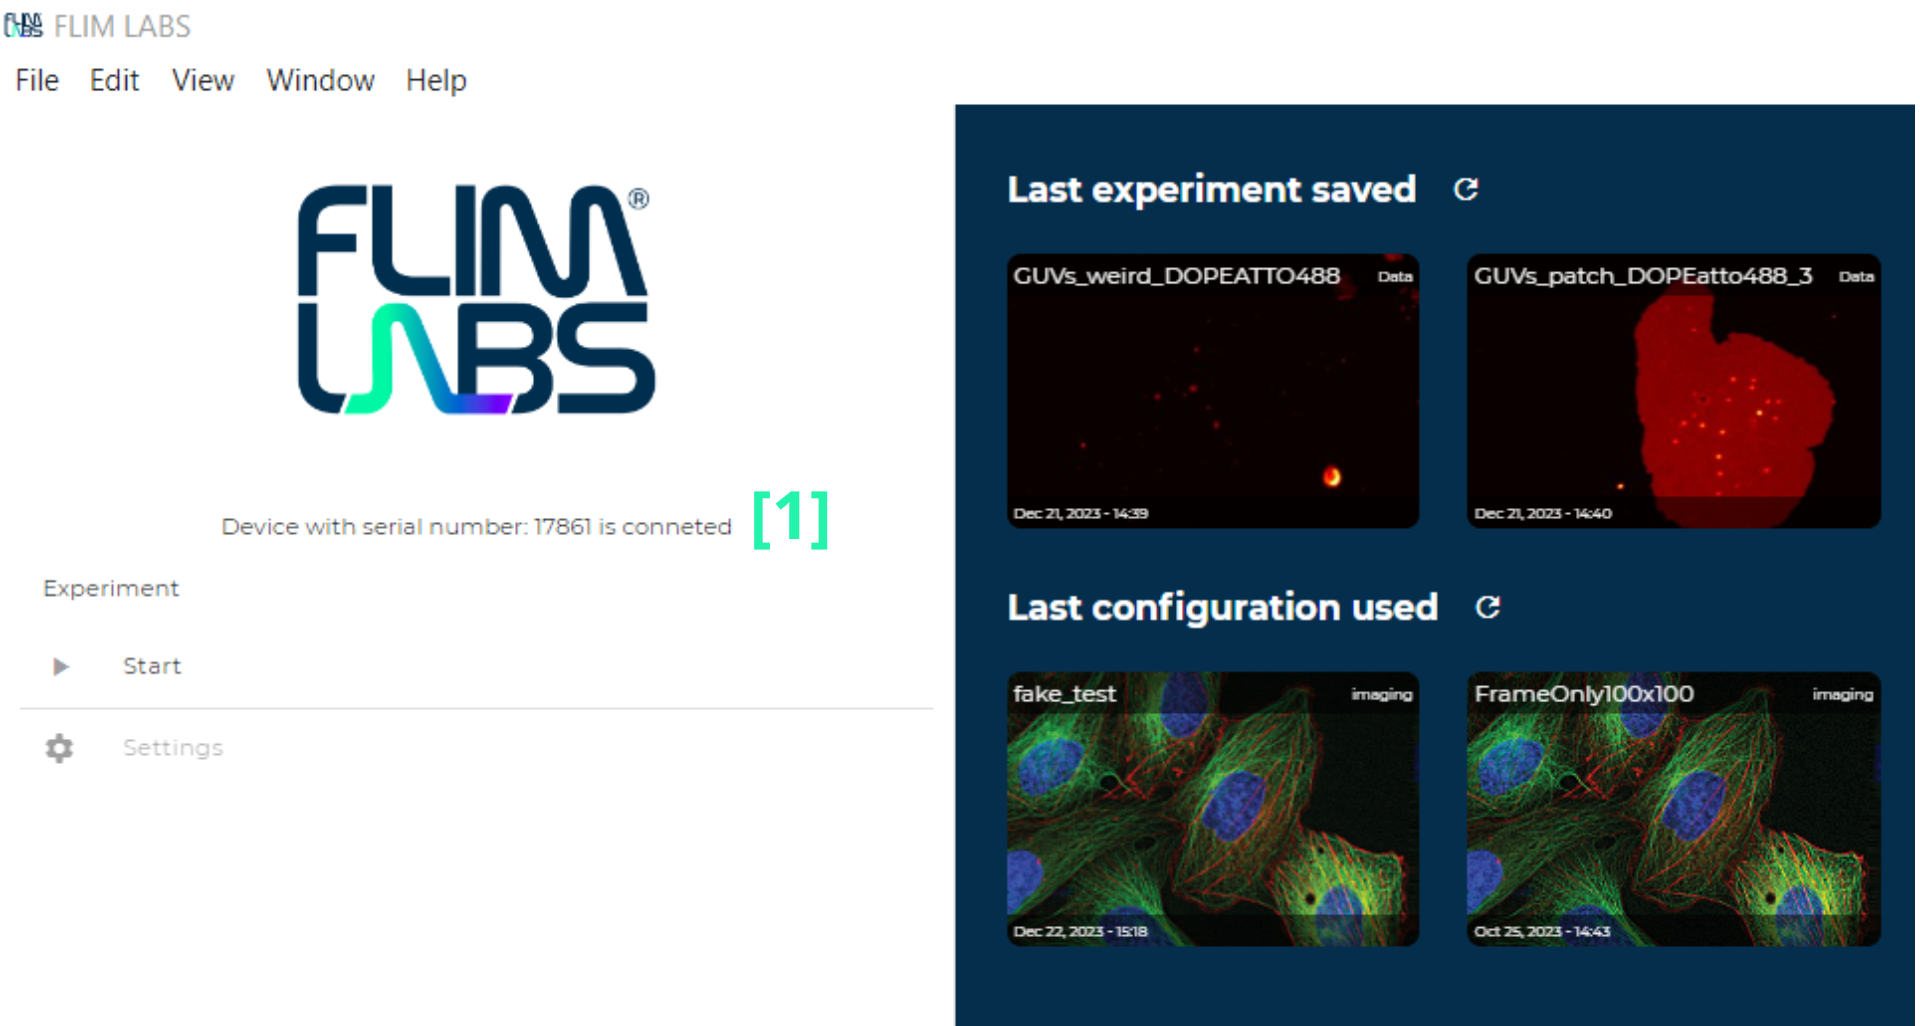 FLIM LABS
FLIM LABS
File Edit View Window Help
FLIM®
LABS
Device with serial number: 17861 is conneted [1]
Experiment
Start
Settings
Last experiment saved
GUVs_weird_DOPEATTO488 Data
Dec 21, 2023 - 14:39
GUVs_patch_DOPEatto488_3 Data
Dec 21, 2023 - 14:40
Last configuration used
fake_test imaging
Dec 22, 2023 - 15:18
FrameOnly100x100 imaging
Oct 25, 2023 - 14:43